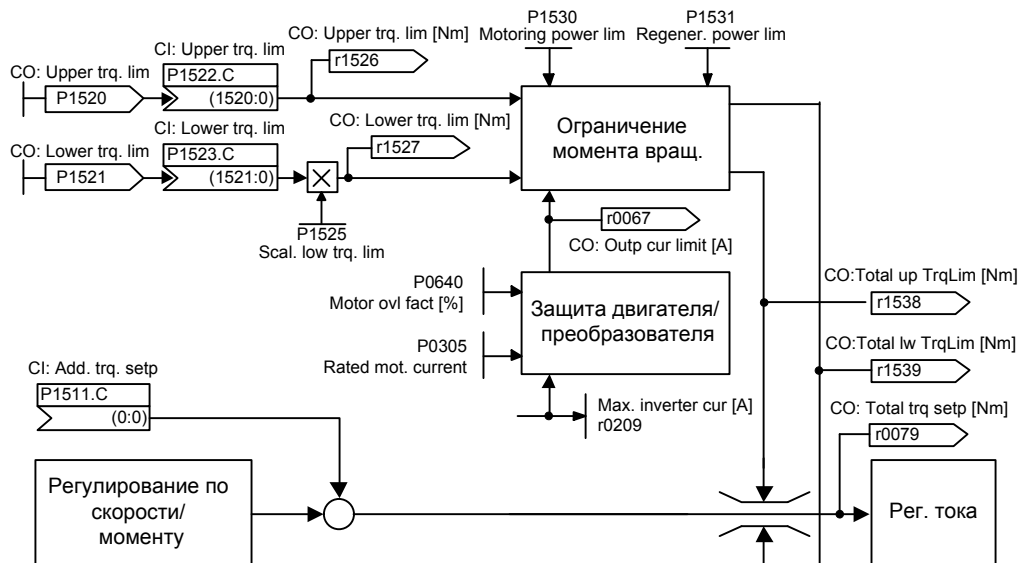 P1530
Motoring power lim
P1531
Regener. power lim
CO: Upper trq. lim [Nm]
r1526
CI: Upper trq. lim
CO: Upper trq. lim
P1522.C
P1520
(1520:0)
CO: Lower trq. lim [Nm]
r1527
CI: Lower trq. lim
CO: Lower trq. lim
P1523.C
P1521
(1521:0)
P1525
Scal. low trq. lim
Ограничение
момента вращ.
r0067
CO: Outp cur limit [A]
P0640
Motor ovl fact [%]
Защита двигателя/
преобразователя
P0305
Rated mot. current
CO:Total up TrqLim [Nm]
r1538
CO:Total lw TrqLim [Nm]
r1539
Max. inverter cur [A]
r0209
CI: Add. trq. setp
P1511.C
(0:0)
CO: Total trq setp [Nm]
r0079
Регулирование по
скорости/
моменту
Рег. тока